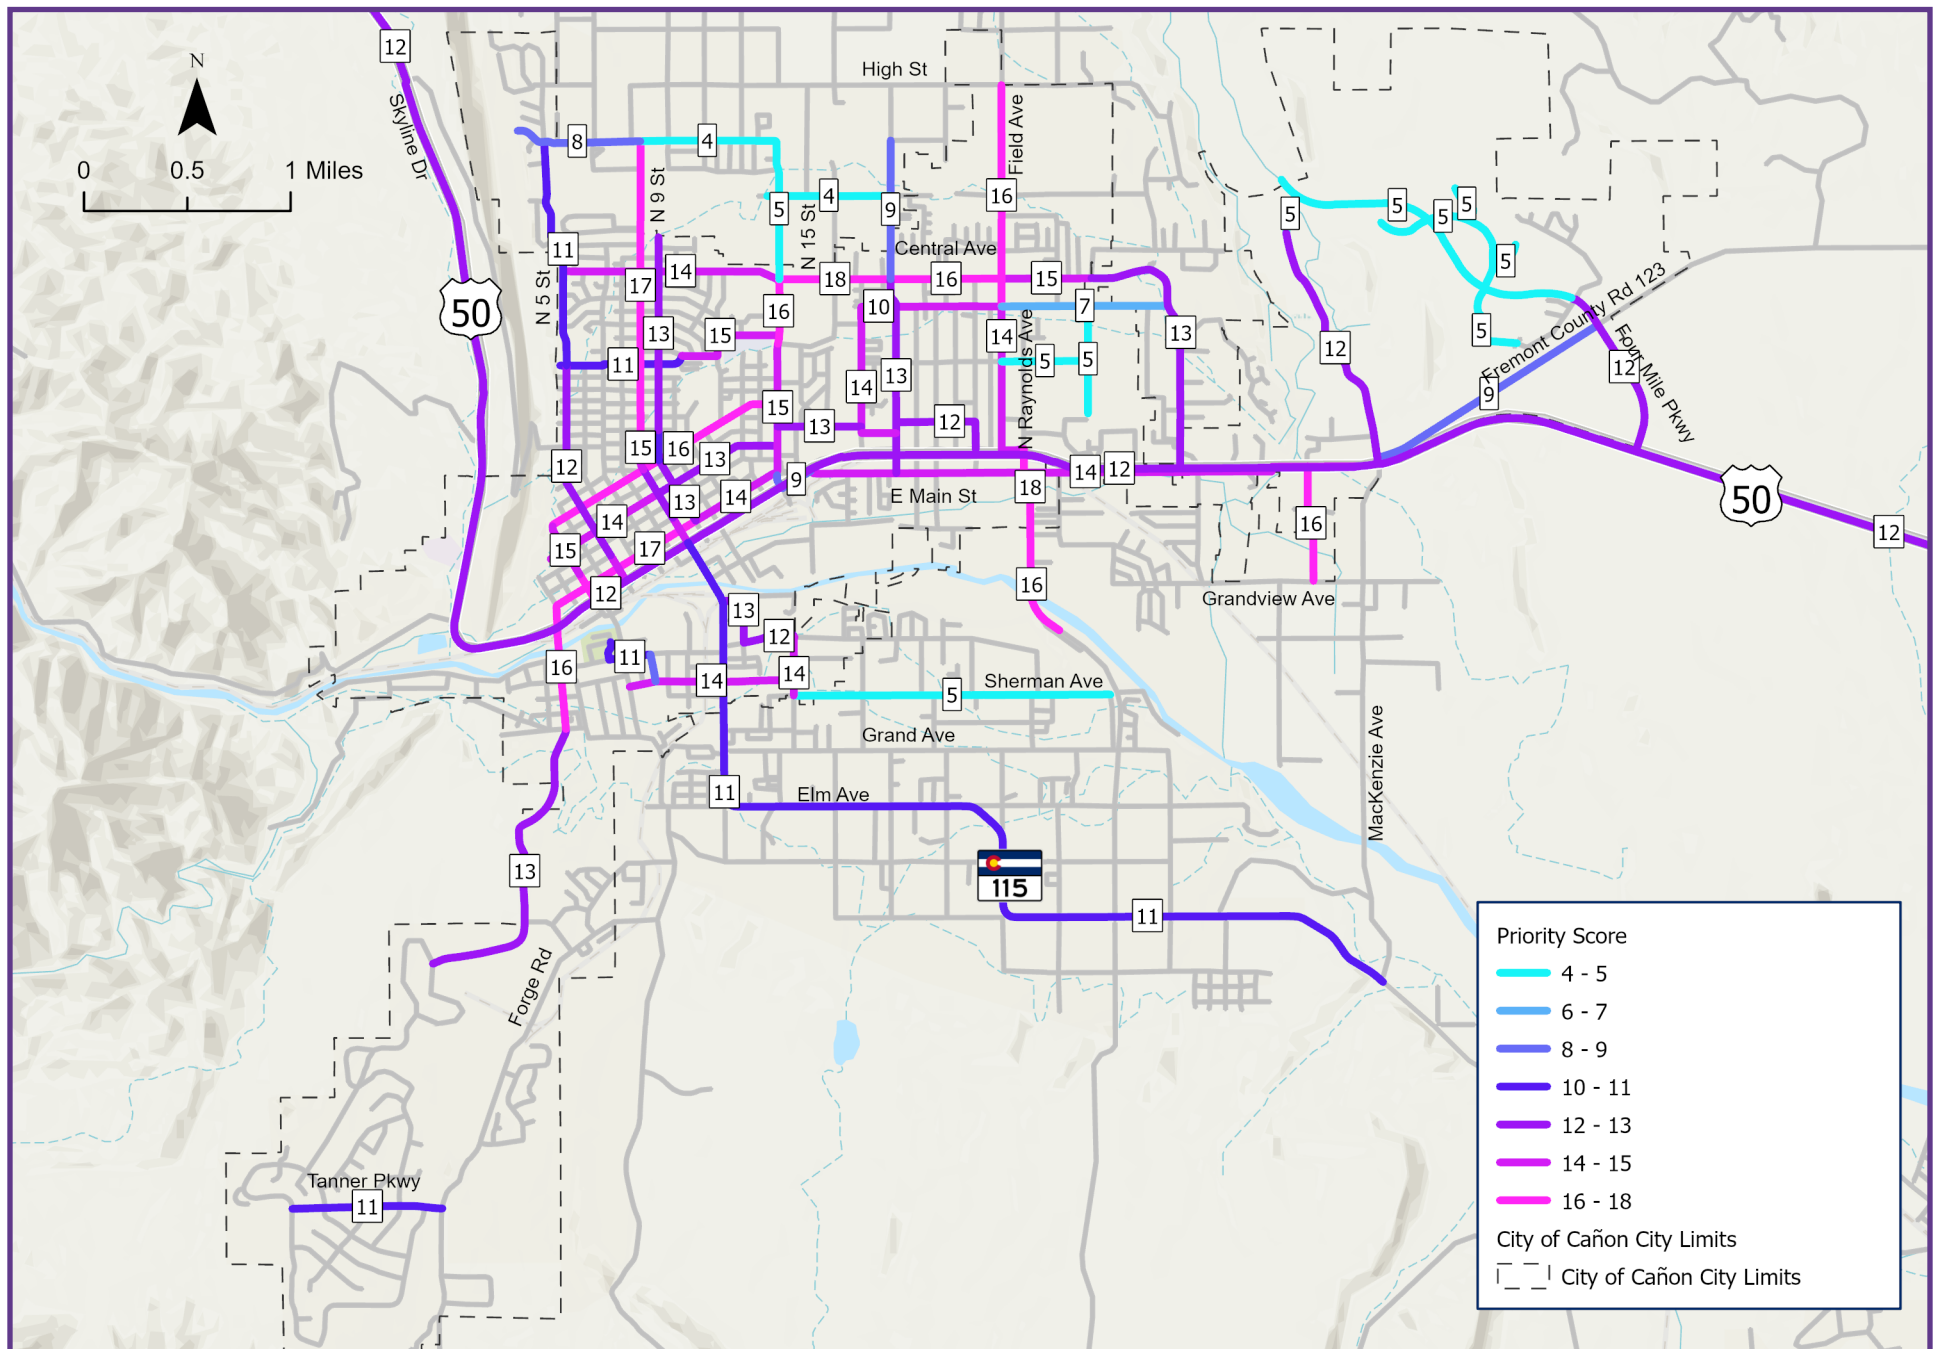 12
High St
N
Skyline Dr
Field Ave
0 0.5 1 Miles
8
4
N 9 St
16
4
5
9
N 15 St
5
5
5
5
5
11
Central Ave
5
17
14
18
16
15
N 5 St
50
16
10
7
13
15
14
13
5
12
Fremont County Rd 123
Four Mile Pkwy
11
5
5
12
13
14
N Raynolds Ave
9
15
13
12
15
16
13
12
9
14
12
13
14
18
E Main St
50
14
16
12
15
17
12
16
Grandview Ave
13
12
11
16
14
14
Sherman Ave
5
Grand Ave
MacKenzie Ave
11
Elm Ave
13
115
11
Forge Rd
Tanner Pkwy
11
Priority Score
4 - 5
6 - 7
8 - 9
10 - 11
12 - 13
14 - 15
16 - 18
City of Cañon City Limits
City of Cañon City Limits